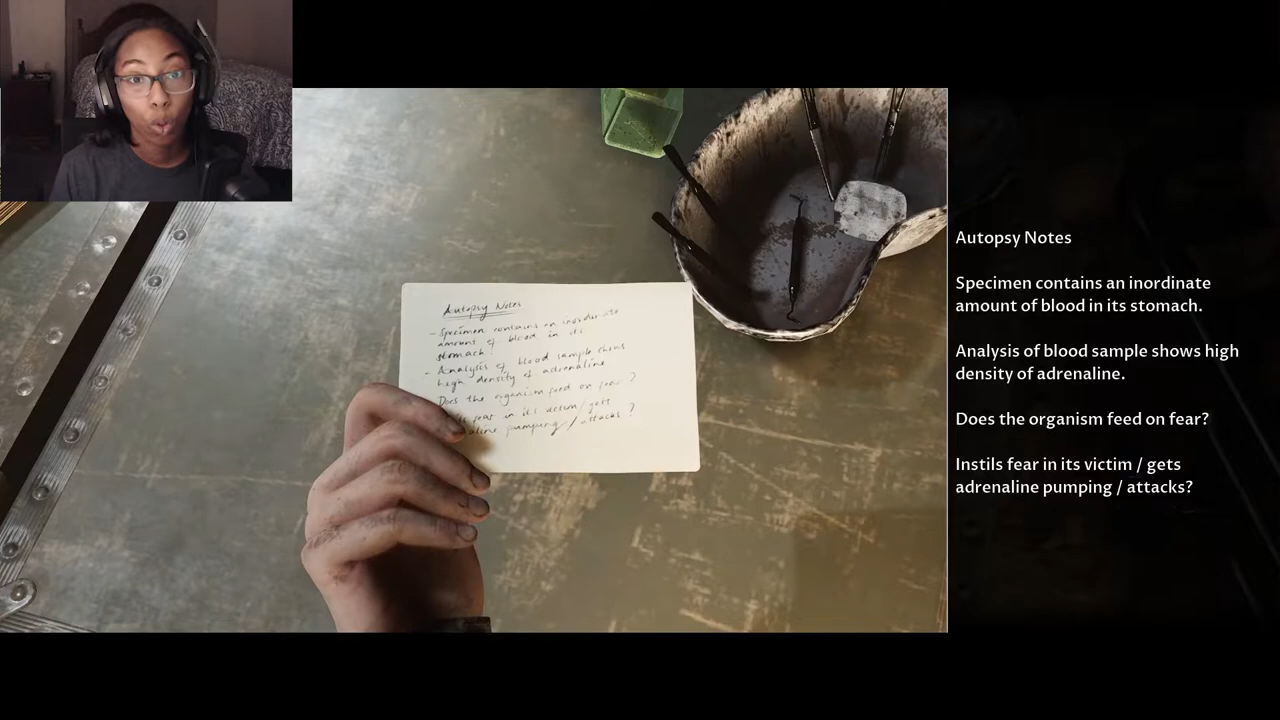 Autopsy Notes
- Specimen contains an inordinate
amount of blood in its
stomach.
- Analysis of blood sample shows
high density of adrenaline
Does the organism feed on fear?
fear in its victim/gets
aline pumping/attacks?
Autopsy Notes
Specimen contains an inordinate
amount of blood in its stomach.
Analysis of blood sample shows high
density of adrenaline.
Does the organism feed on fear?
Instils fear in its victim / gets
adrenaline pumping / attacks?